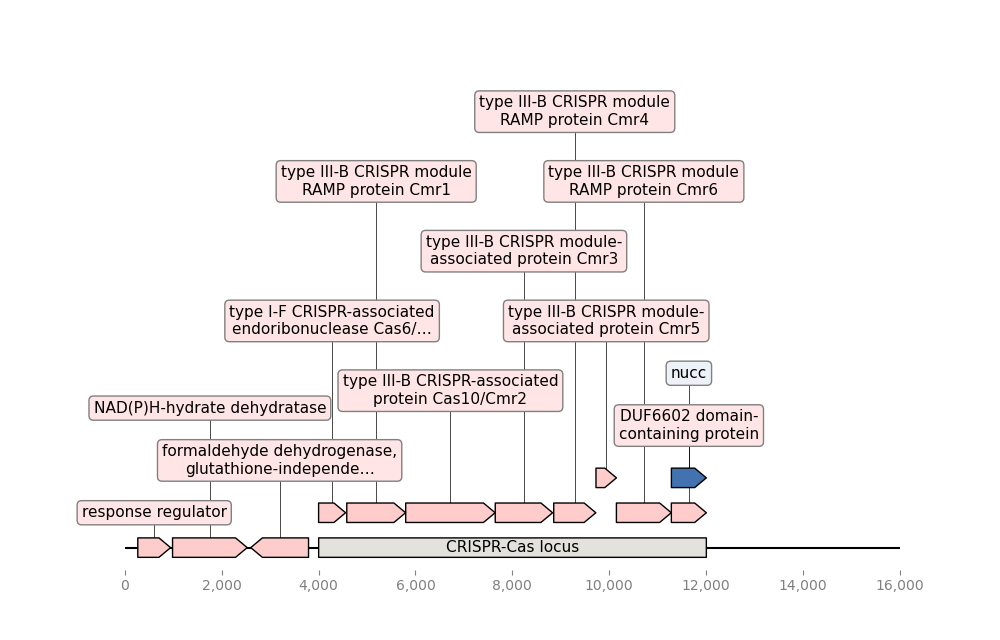 type III-B CRISPR module
RAMP protein Cmr4
type III-B CRISPR module
RAMP protein Cmr1
type III-B CRISPR module
RAMP protein Cmr6
type III-B CRISPR module-
associated protein Cmr3
type I-F CRISPR-associated
endoribonuclease Cas6/...
type III-B CRISPR module-
associated protein Cmr5
type III-B CRISPR-associated
protein Cas10/Cmr2
nucc
NAD(P)H-hydrate dehydratase
DUF6602 domain-
containing protein
formaldehyde dehydrogenase,
glutathione-independe...
response regulator
CRISPR-Cas locus
0 2,000 4,000 6,000 8,000 10,000 12,000 14,000 16,000